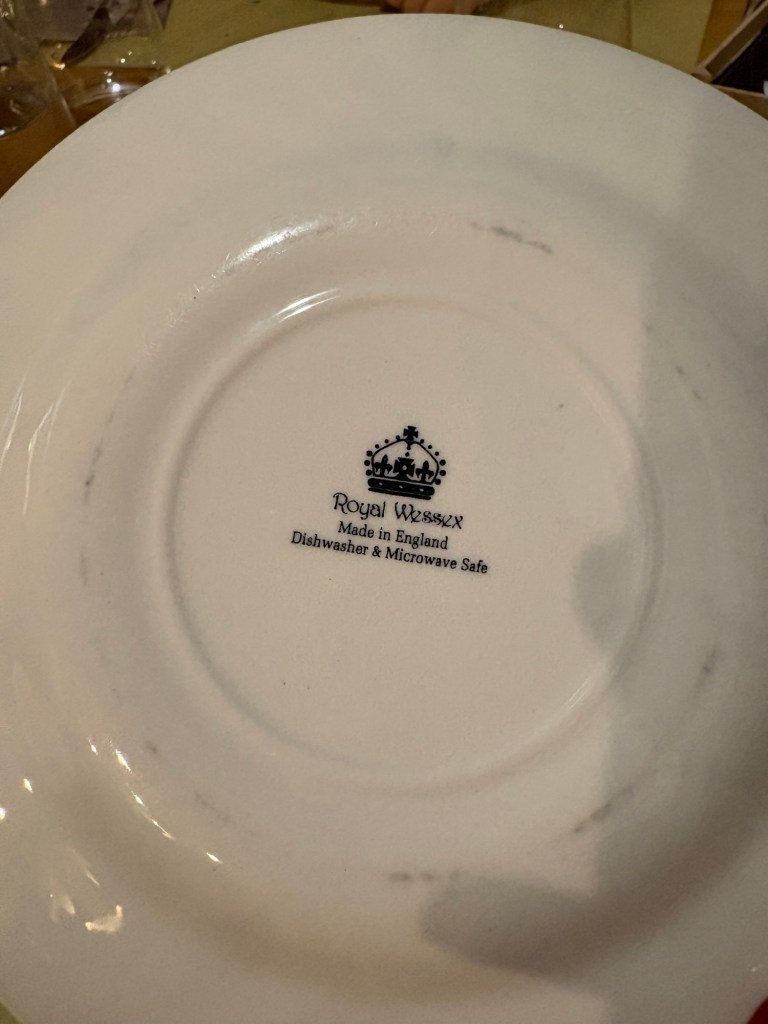 Royal Wessex
Made in England
Dishwasher & Microwave Safe